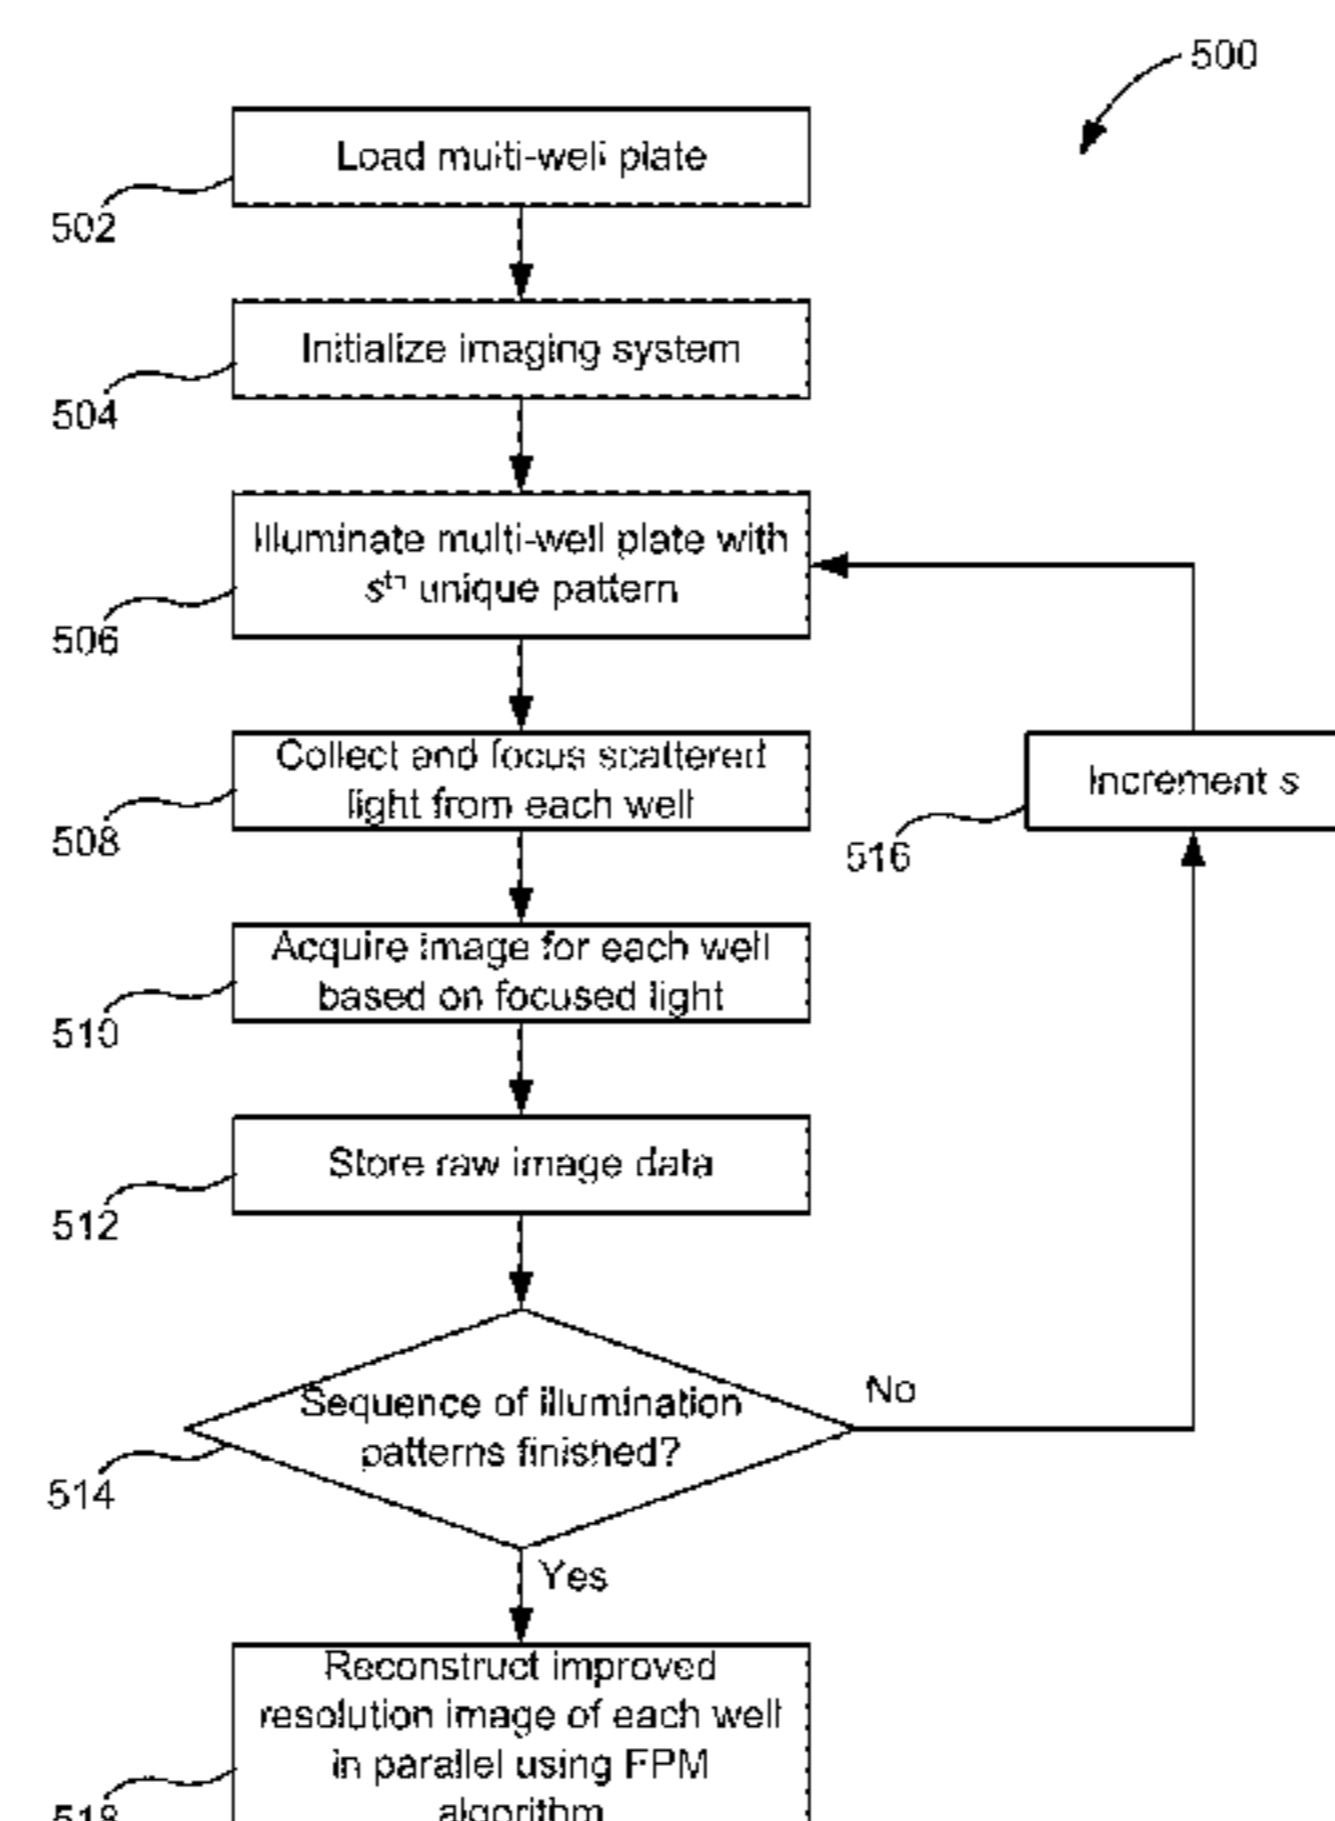 500
Load multi-well plate
502
Initialize imaging system
504
Illuminate multi-well plate with
sth unique pattern
506
Collect and focus scattered
light from each well
508
Increment s
516
Acquire image for each well
based on focused light
510
Store raw image data
512
Sequence of illumination
patterns finished?
No
514
Yes
Reconstruct improved
resolution image of each well
in parallel using FPM
algorithm
518